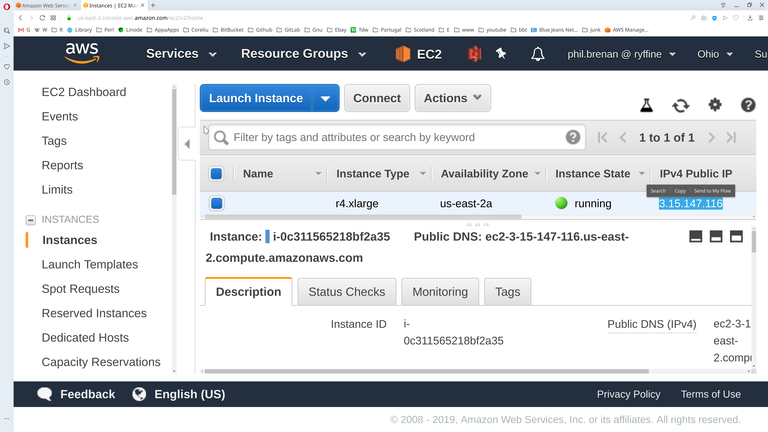 Amazon Web Servic
Instances | EC2 Ma
us-east-2.console.aws.amazon.com/ec2/v2/home
M G W W R Library Perl Linode AppaApps Coreliu BitBucket Github GitLab Gnu Ebay Tdw Portugal Scotland E www youtube bbt Blue Jeans Net... junk AWS Manage...
aws Services Resource Groups EC2 phil.brenan @ ryffine Ohio Su
EC2 Dashboard
Events
Tags
Reports
Limits
INSTANCES
Instances
Launch Templates
Spot Requests
Reserved Instances
Dedicated Hosts
Capacity Reservations
Launch Instance Connect Actions
Filter by tags and attributes or search by keyword 1 to 1 of 1
Name Instance Type Availability Zone Instance State IPv4 Public IP
Search Copy Send to My Flow
r4.xlarge us-east-2a running 3.15.147.116
Instance: i-0c311565218bf2a35 Public DNS: ec2-3-15-147-116.us-east-
2.compute.amazonaws.com
Description Status Checks Monitoring Tags
Instance ID i-
0c311565218bf2a35
Public DNS (IPv4) ec2-3-1
east-
2.compu
Feedback English (US) Privacy Policy Terms of Use
© 2008 - 2019, Amazon Web Services, Inc. or its affiliates. All rights reserved.